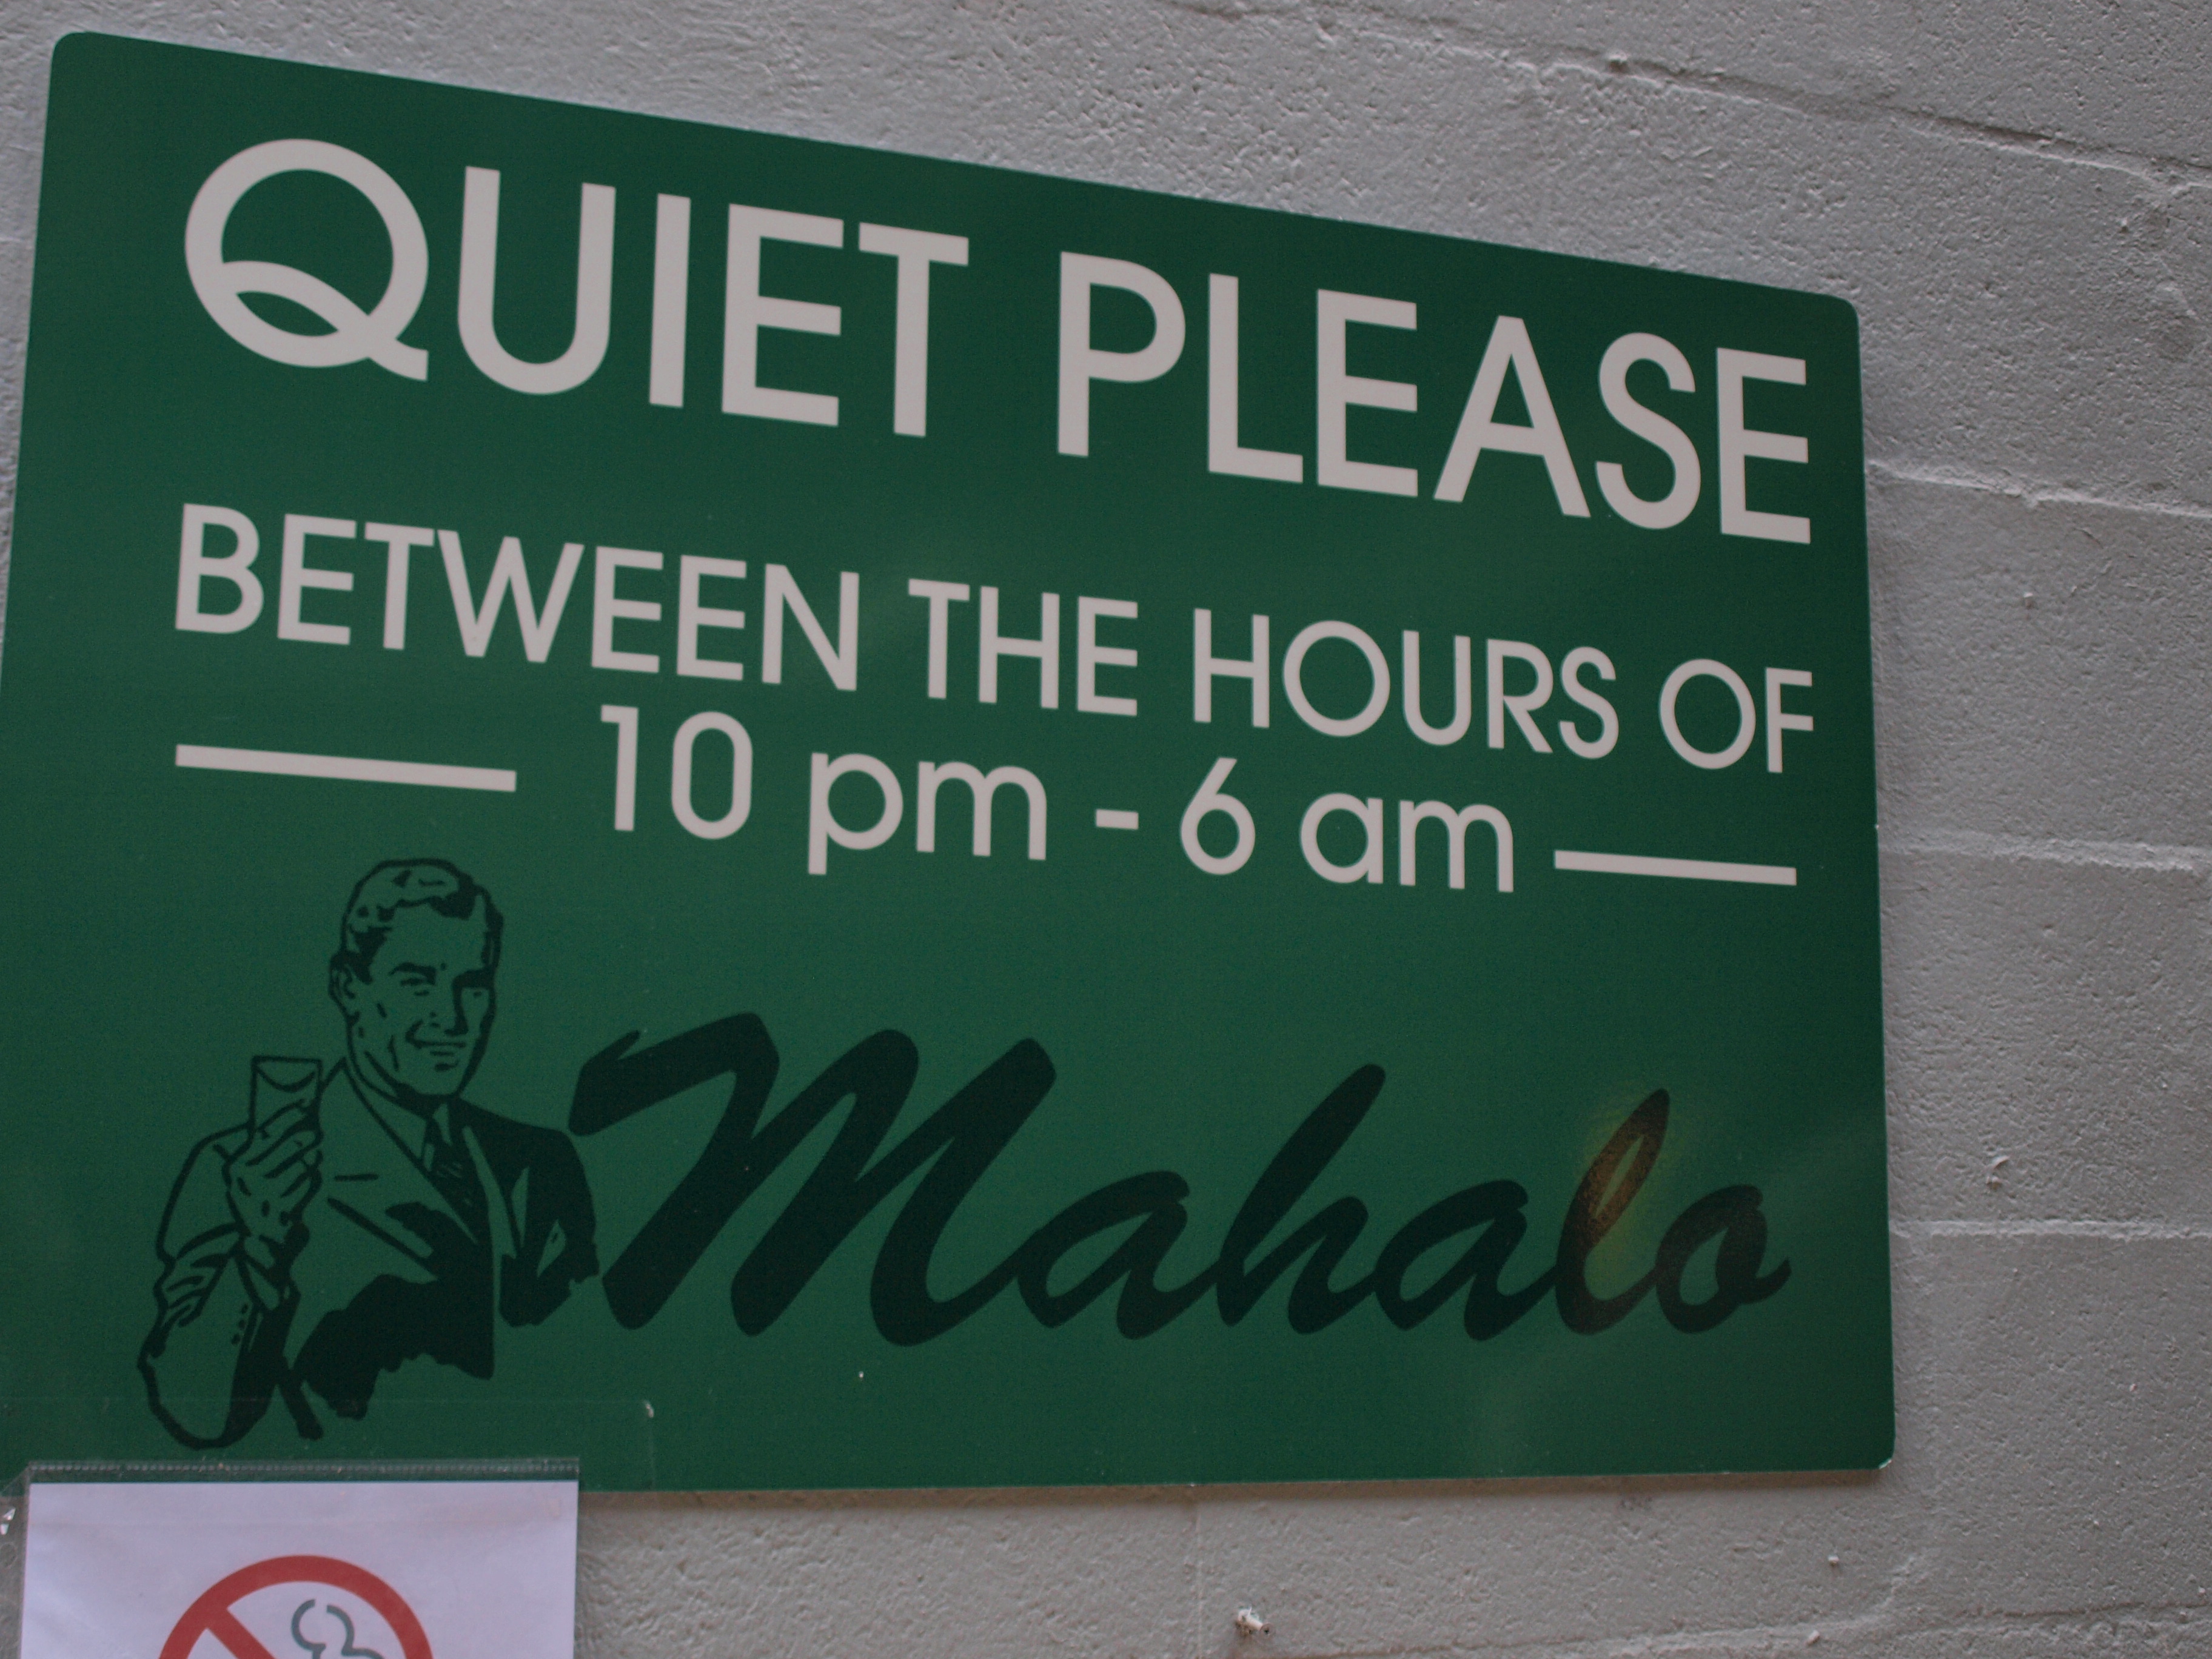 QUIET PLEASE
BETWEEN THE HOURS OF
10 pm - 6 am
Mahalo